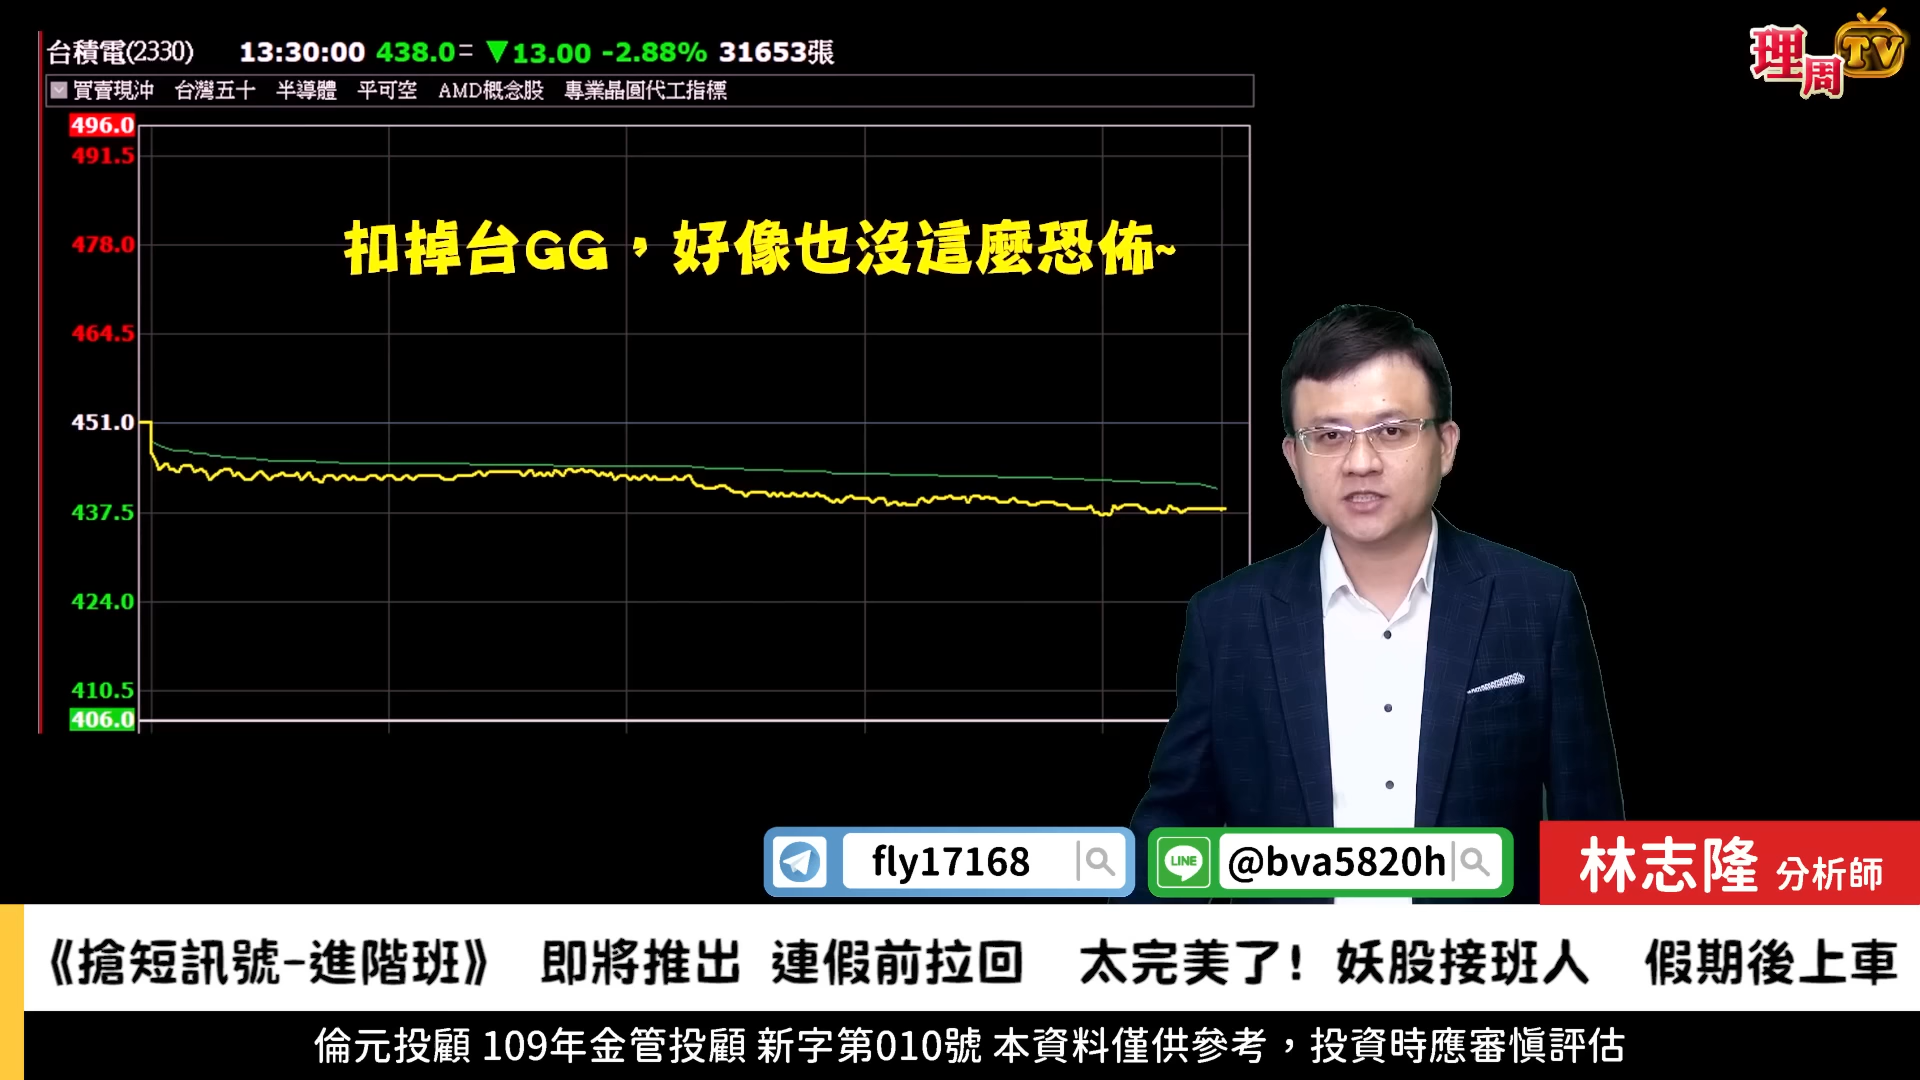 台積電(2330) 13:30:00 438.0= ▼13.00 -2.88% 31653張
理周TV
買賣現沖 台灣五十 半導體 平可空 AMD概念股 專業晶圓代工指標
496.0
491.5
478.0
464.5
451.0
437.5
424.0
410.5
406.0
扣掉台GG，好像也沒這麼恐佈~
fly17168
LINE @bva5820h
林志隆 分析師
《搶短訊號-進階班》 即將推出 連假前拉回 太完美了! 妖股接班人 假期後上車
倫元投顧 109年金管投顧 新字第010號 本資料僅供參考，投資時應審慎評估